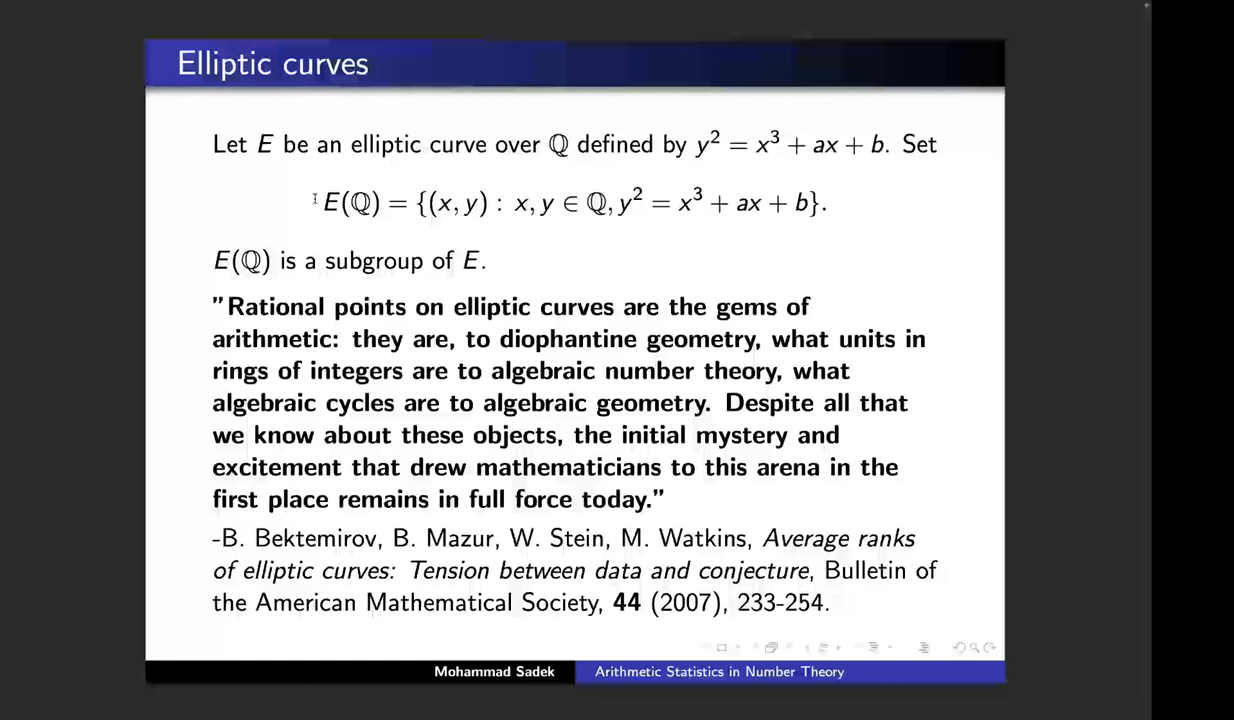 Elliptic curves
Let E be an elliptic curve over ℚ defined by y² = x³ + ax + b. Set
E(ℚ) = {(x, y) : x, y ∈ ℚ, y² = x³ + ax + b}.
E(ℚ) is a subgroup of E.
"Rational points on elliptic curves are the gems of
arithmetic: they are, to diophantine geometry, what units in
rings of integers are to algebraic number theory, what
algebraic cycles are to algebraic geometry. Despite all that
we know about these objects, the initial mystery and
excitement that drew mathematicians to this arena in the
first place remains in full force today."
-B. Bektemirov, B. Mazur, W. Stein, M. Watkins, Average ranks
of elliptic curves: Tension between data and conjecture, Bulletin of
the American Mathematical Society, 44 (2007), 233-254.
Mohammad Sadek Arithmetic Statistics in Number Theory